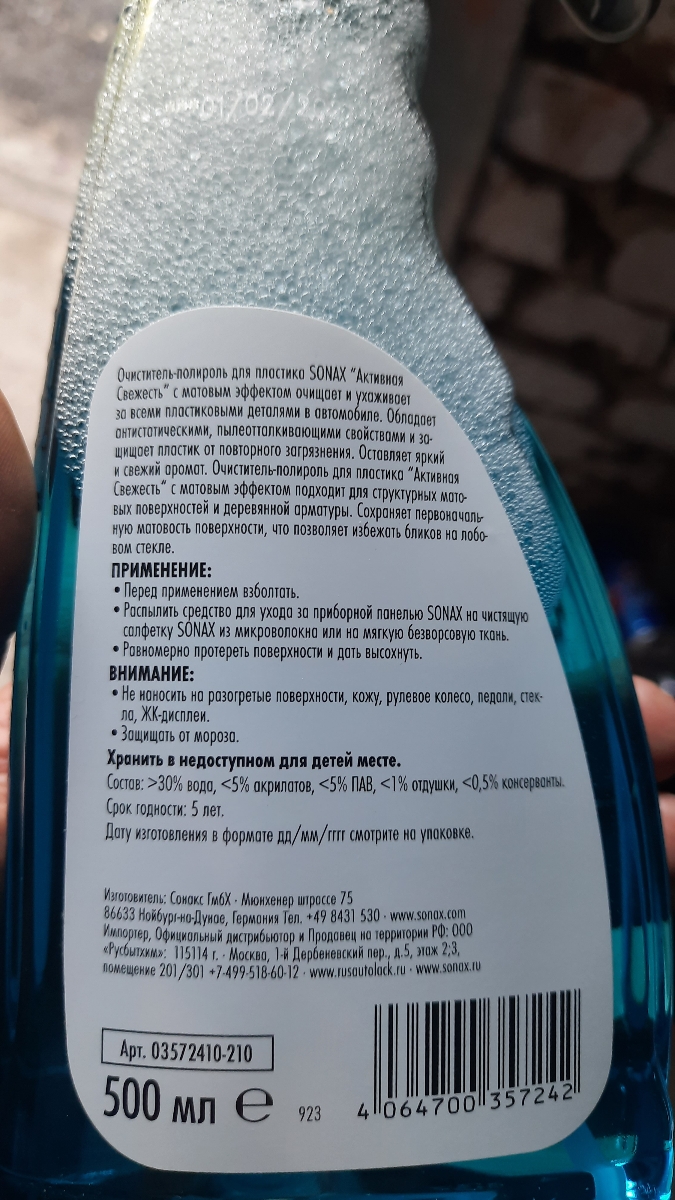 01/02/
Очиститель-полироль для пластика SONAX "Активная
Свежесть" с матовым эффектом очищает и ухаживает
за всеми пластиковыми деталями в автомобиле. Обладает
антистатическими, пылеотталкивающими свойствами и за-
щищает пластик от повторного загрязнения. Оставляет яркий
и свежий аромат. Очиститель-полироль для пластика "Активная
Свежесть" с матовым эффектом подходит для структурных мато-
вых поверхностей и деревянной арматуры. Сохраняет первоначаль-
ную матовость поверхности, что позволяет избежать бликов на лобо-
вом стекле.
ПРИМЕНЕНИЕ:
• Перед применением взболтать.
• Распылить средство для ухода за приборной панелью SONAX на чистящую
салфетку SONAX из микроволокна или на мягкую безворсовую ткань.
• Равномерно протереть поверхности и дать высохнуть.
ВНИМАНИЕ:
• Не наносить на разогретые поверхности, кожу, рулевое колесо, педали, стек-
ла, ЖК-дисплеи.
• Защищать от мороза.
Хранить в недоступном для детей месте.
Состав: >30% вода, <5% акрилатов, <5% ПАВ, <1% отдушки, <0,5% консерванты.
Срок годности: 5 лет.
Дату изготовления в формате дд/мм/гггг смотрите на упаковке.
Изготовитель: Сонакс ГмбХ · Мюнхенер штрассе 75
86633 Нойбург-на-Дунае, Германия Тел. +49 8431 530 · www.sonax.com
Импортер, Официальный дистрибьютор и Продавец на территории РФ: ООО
«Русбытхим»: 115114 г. · Москва, 1-й Дербеневский пер., д.5, этаж 2;3,
помещение 201/301 +7-499-518-60-12 · www.rusautolack.ru · www.sonax.ru
Арт. 03572410-210
500 мл e 923
4 064700 357242